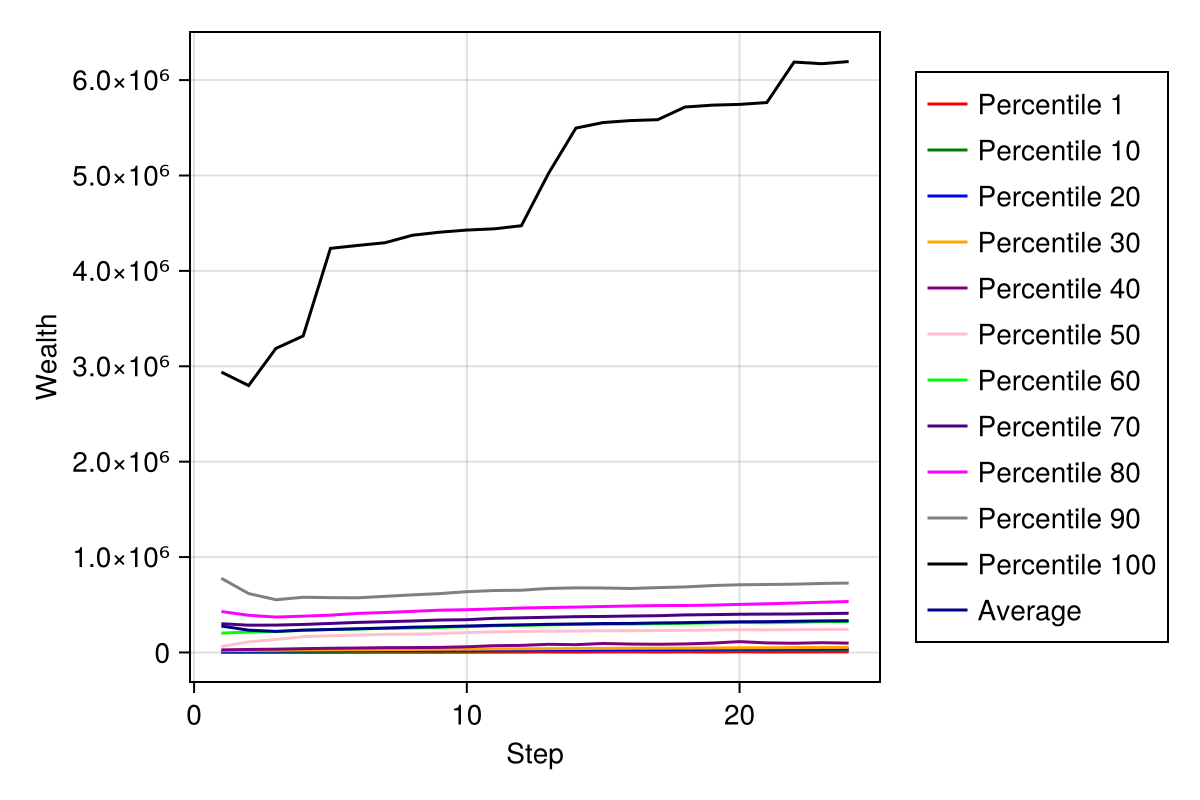 6.0×10⁶
5.0×10⁶
4.0×10⁶
3.0×10⁶
2.0×10⁶
1.0×10⁶
0
Wealth
0
10
20
Step
Percentile 1
Percentile 10
Percentile 20
Percentile 30
Percentile 40
Percentile 50
Percentile 60
Percentile 70
Percentile 80
Percentile 90
Percentile 100
Average